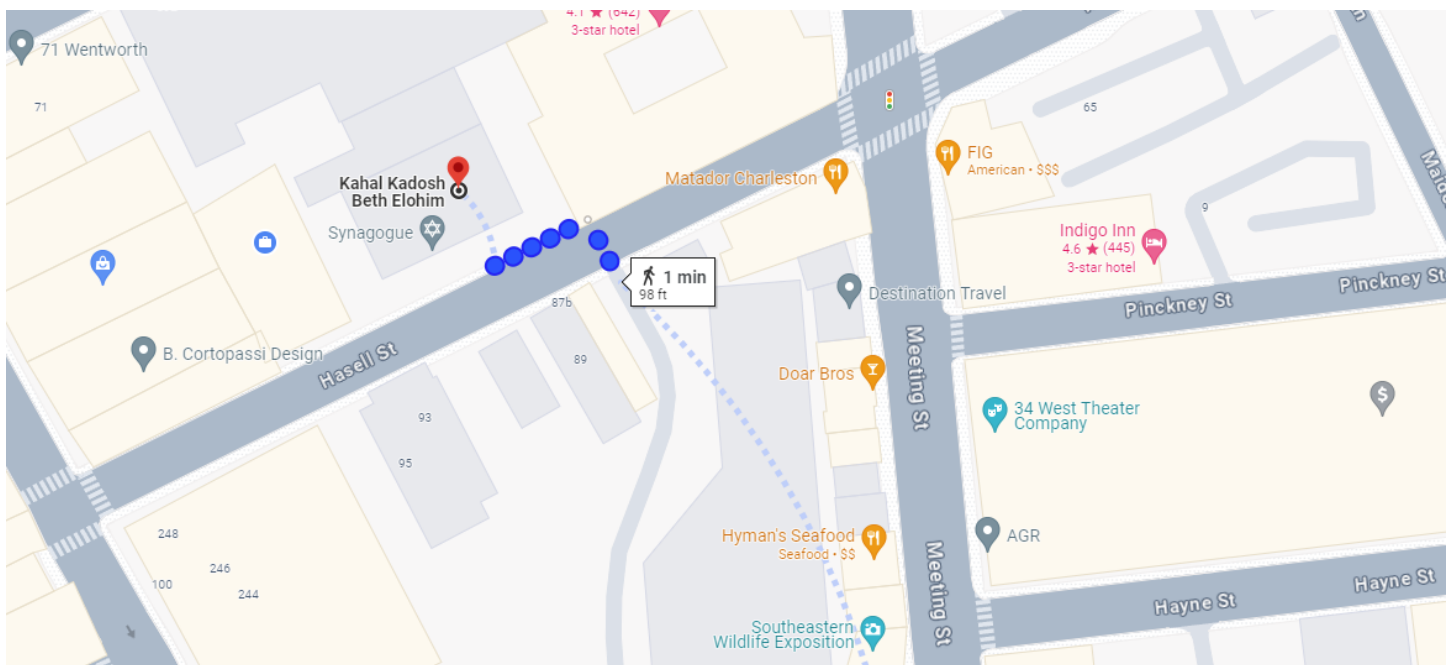 4.1 ★ (642)
3-star hotel
71 Wentworth
71
65
FIG
American • $$$
Matador Charleston
Kahal Kadosh
Beth Elohim
Synagogue
9
Indigo Inn
4.6 ★ (445)
3-star hotel
1 min
98 ft
Destination Travel
Pinckney St
Pinckney St
87b
B. Cortopassi Design
Hasell St
89
Meeting St
Doar Bros
$
34 West Theater
Company
93
95
248
246
100
244
Hyman's Seafood
Seafood • $$
AGR
Meeting St
Hayne St
Hayne St
Southeastern
Wildlife Exposition